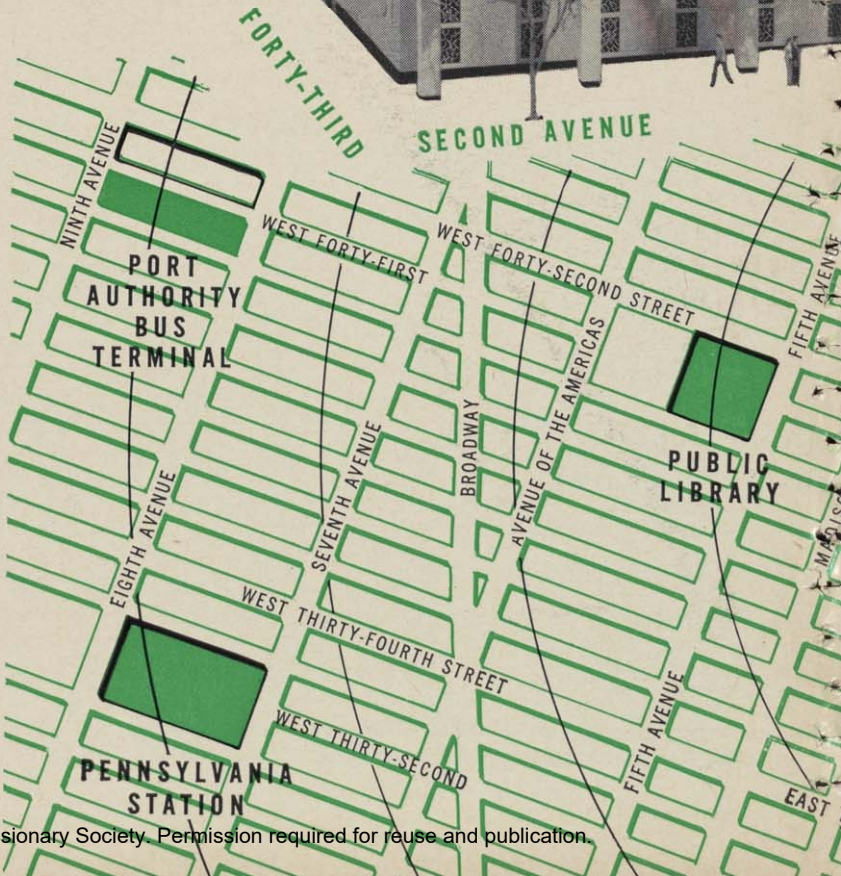 FORTY-THIRD
SECOND AVENUE
NINTH AVENUE
WEST FORTY-FIRST
WEST FORTY-SECOND STREET
FIFTH AVENUE
PORT
AUTHORITY
BUS
TERMINAL
AVENUE OF THE AMERICAS
BROADWAY
SEVENTH AVENUE
PUBLIC
LIBRARY
EIGHTH AVENUE
WEST THIRTY-FOURTH STREET
WEST THIRTY-SECOND
FIFTH AVENUE
PENNSYLVANIA
STATION
EAST
sionary Society. Permission required for reuse and publication.